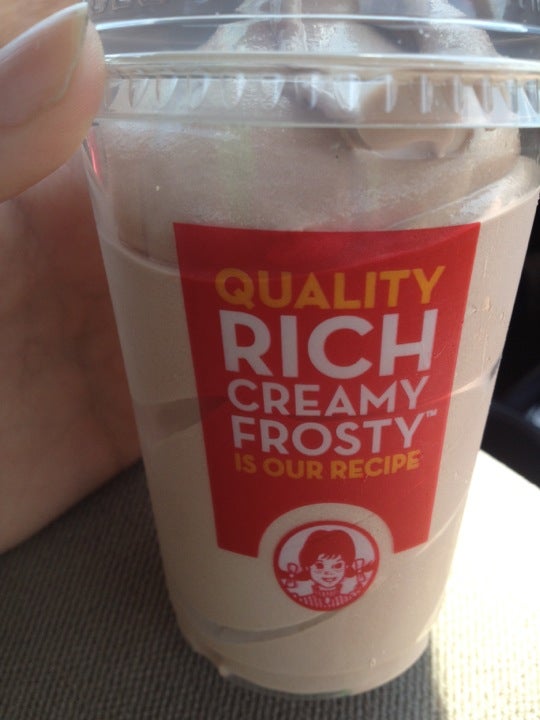 QUALITY
RICH
CREAMY
FROSTY™
IS OUR RECIPE